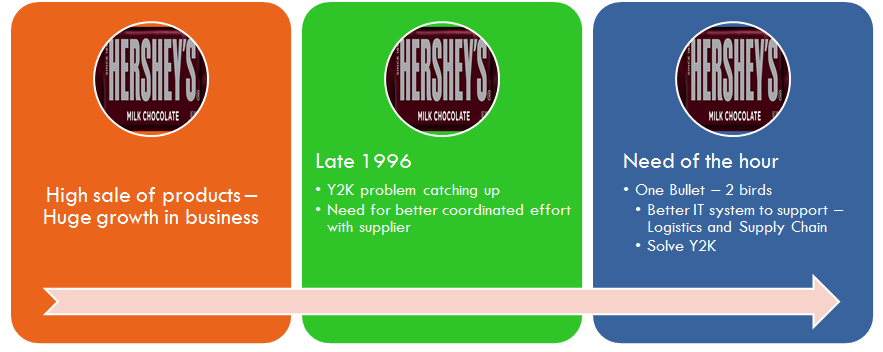 HERSHEY'S
MILK CHOCOLATE
High sale of products –
Huge growth in business
HERSHEY'S
MILK CHOCOLATE
Late 1996
• Y2K problem catching up
• Need for better coordinated effort
with supplier
HERSHEY'S
MILK CHOCOLATE
Need of the hour
• One Bullet – 2 birds
• Better IT system to support –
Logistics and Supply Chain
• Solve Y2K